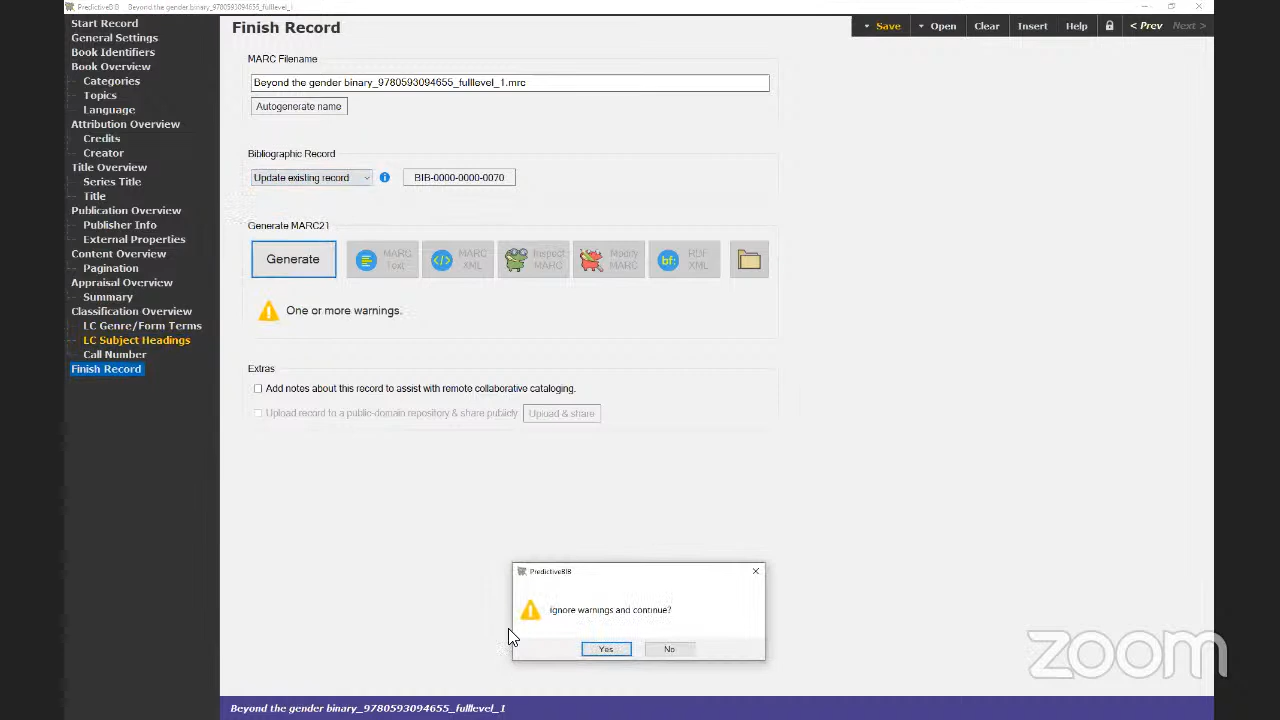 PredictiveBIB Beyond the gender binary_9780593094655_fulllevel_1
Start Record
General Settings
Book Identifiers
Book Overview
Categories
Topics
Language
Attribution Overview
Credits
Creator
Title Overview
Series Title
Title
Publication Overview
Publisher Info
External Properties
Content Overview
Pagination
Appraisal Overview
Summary
Classification Overview
LC Genre/Form Terms
LC Subject Headings
Call Number
Finish Record
Finish Record
Save Open Clear Insert Help < Prev Next >
MARC Filename
Beyond the gender binary_9780593094655_fulllevel_1.mrc
Autogenerate name
Bibliographic Record
Update existing record BIB-0000-0000-0070
Generate MARC21
Generate
MARC
Text
MARC
XML
Inspect
MARC
Modify
MARC
bf:
RDF
XML
One or more warnings.
Extras
Add notes about this record to assist with remote collaborative cataloging.
Upload record to a public-domain repository & share publicly Upload & share
PredictiveBIB
Ignore warnings and continue?
Yes No
zoom
Beyond the gender binary_9780593094655_fulllevel_1